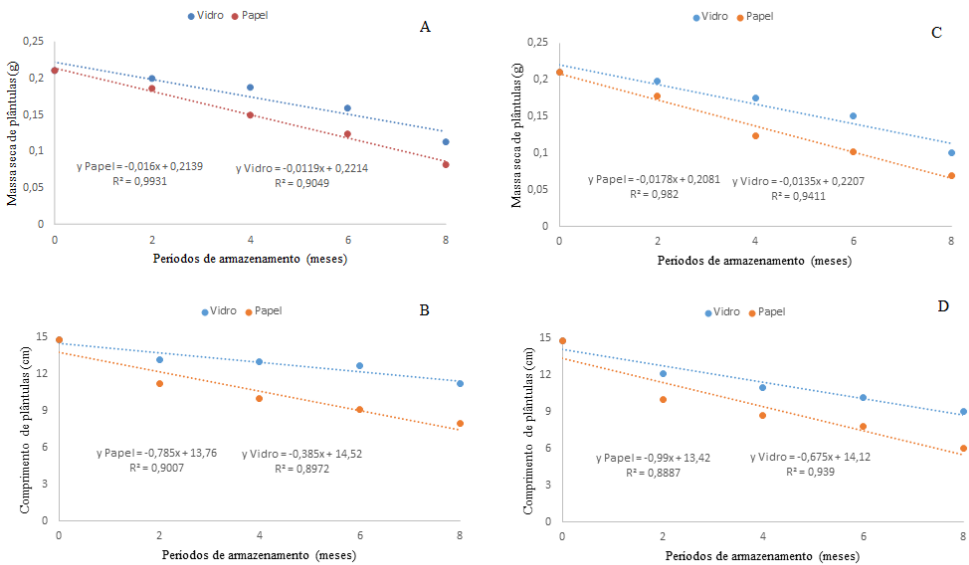 Vidro Papel
A
Massa seca de plântulas (g)
0,25
0,2
0,15
0,1
0,05
0
y Papel = -0,016x + 0,2139
R² = 0,9931
y Vidro = -0,0119x + 0,2214
R² = 0,9049
0 2 4 6 8
Periodos de armazenamento (meses)
Vidro Papel
C
Massa seca de plântulas (g)
0,25
0,2
0,15
0,1
0,05
0
y Papel = -0,0178x + 0,2081
R² = 0,982
y Vidro = -0,0135x + 0,2207
R² = 0,9411
0 2 4 6 8
Periodos de armazenamento (meses)
Vidro Papel
B
Comprimento de plântulas (cm)
15
12
9
6
3
0
y Papel = -0,785x + 13,76
R² = 0,9007
y Vidro = -0,385x + 14,52
R² = 0,8972
0 2 4 6 8
Periodos de armazenamento (meses)
Vidro Papel
D
Comprimento de plântulas (cm)
15
12
9
6
3
0
y Papel = -0,99x + 13,42
R² = 0,8887
y Vidro = -0,675x + 14,12
R² = 0,939
0 2 4 6 8
Periodos de armazenamento (meses)